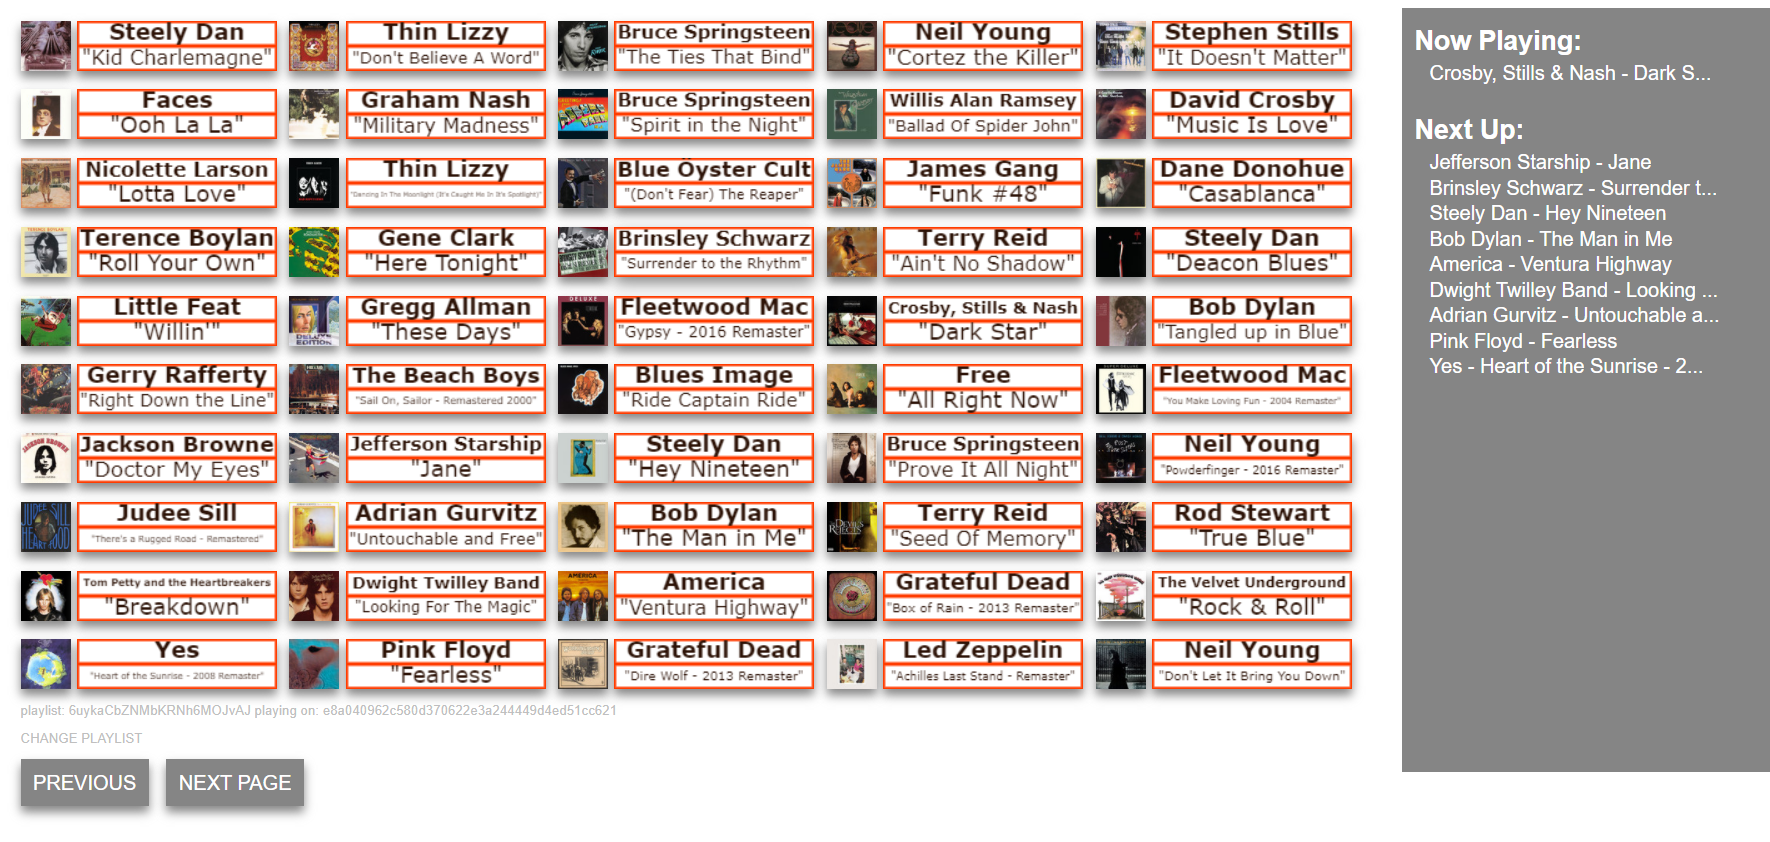 Steely Dan
"Kid Charlemagne"
Thin Lizzy
"Don't Believe A Word"
Bruce Springsteen
"The Ties That Bind"
Neil Young
"Cortez the Killer"
Stephen Stills
"It Doesn't Matter"
Faces
"Ooh La La"
Graham Nash
"Military Madness"
Bruce Springsteen
"Spirit in the Night"
Willis Alan Ramsey
"Ballad Of Spider John"
David Crosby
"Music Is Love"
Nicolette Larson
"Lotta Love"
Thin Lizzy
"Dancing In The Moonlight (It's Caught Me In It's Spotlight)"
Blue Öyster Cult
"(Don't Fear) The Reaper"
James Gang
"Funk #48"
Dane Donohue
"Casablanca"
Terence Boylan
"Roll Your Own"
Gene Clark
"Here Tonight"
Brinsley Schwarz
"Surrender to the Rhythm"
Terry Reid
"Ain't No Shadow"
Steely Dan
"Deacon Blues"
Little Feat
"Willin'"
Gregg Allman
"These Days"
DELUXE EDITION
Fleetwood Mac
"Gypsy - 2016 Remaster"
DELUXE
Crosby, Stills & Nash
"Dark Star"
Bob Dylan
"Tangled up in Blue"
Gerry Rafferty
"Right Down the Line"
The Beach Boys
"Sail On, Sailor - Remastered 2000"
Blues Image
"Ride Captain Ride"
Free
"All Right Now"
Fleetwood Mac
"You Make Loving Fun - 2004 Remaster"
SUPER DELUXE
JACKSON BROWNE
Jackson Browne
"Doctor My Eyes"
Jefferson Starship
"Jane"
Steely Dan
"Hey Nineteen"
Bruce Springsteen
"Prove It All Night"
Neil Young
"Powderfinger - 2016 Remaster"
JUDEE SILL
HEART FOOD
Judee Sill
"There's a Rugged Road - Remastered"
Adrian Gurvitz
"Untouchable and Free"
Bob Dylan
"The Man in Me"
DEVIL'S REJECTS
Terry Reid
"Seed Of Memory"
Rod Stewart
"True Blue"
Tom Petty and the Heartbreakers
"Breakdown"
Dwight Twilley Band
"Looking For The Magic"
AMERICA
America
"Ventura Highway"
Grateful Dead
"Box of Rain - 2013 Remaster"
The Velvet Underground
"Rock & Roll"
Yes
"Heart of the Sunrise - 2008 Remaster"
Pink Floyd
"Fearless"
Grateful Dead
"Dire Wolf - 2013 Remaster"
Led Zeppelin
"Achilles Last Stand - Remaster"
Neil Young
"Don't Let It Bring You Down"
playlist: 6uykaCbZNMbKRNh6MOJvAJ playing on: e8a040962c580d370622e3a244449d4ed51cc621
CHANGE PLAYLIST
PREVIOUS
NEXT PAGE
Now Playing:
Crosby, Stills & Nash - Dark S...
Next Up:
Jefferson Starship - Jane
Brinsley Schwarz - Surrender t...
Steely Dan - Hey Nineteen
Bob Dylan - The Man in Me
America - Ventura Highway
Dwight Twilley Band - Looking ...
Adrian Gurvitz - Untouchable a...
Pink Floyd - Fearless
Yes - Heart of the Sunrise - 2...